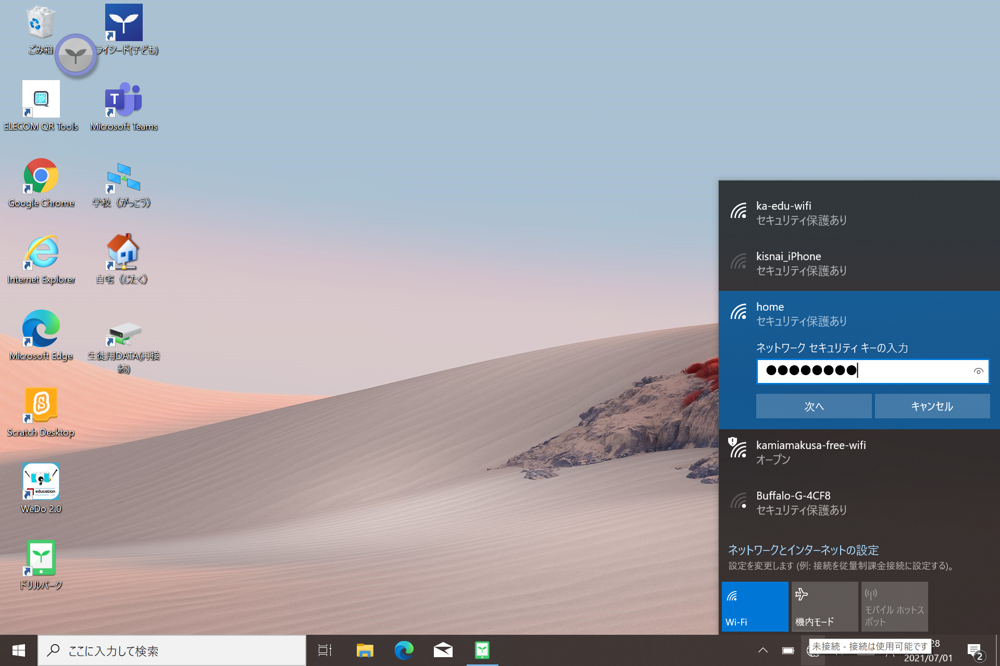 ごみ箱
ライシード(子ども)
ELECOM QR Tools
T
Microsoft Teams
Google Chrome
学校（がっこう）
Internet Explorer
自宅（じたく）
Microsoft Edge
生徒用DATA(再接続)
Scratch Desktop
education
WeDo 2.0
ドリルパーク
ka-edu-wifi
セキュリティ保護あり
kisnai_iPhone
セキュリティ保護あり
home
セキュリティ保護あり
ネットワーク セキュリティ キーの入力
●●●●●●●●
次へ
キャンセル
kamiamakusa-free-wifi
オープン
Buffalo-G-4CF8
セキュリティ保護あり
ネットワークとインターネットの設定
設定を変更します (例: 接続を従量制課金接続に設定する)。
Wi-Fi
機内モード
モバイル ホットスポット
ここに入力して検索
未接続 - 接続は使用可能です
28
2021/07/01
2